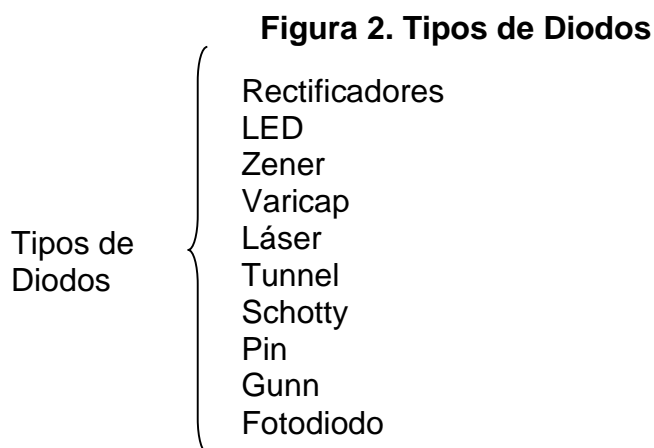 Figura 2. Tipos de Diodos
Tipos de
Diodos
Rectificadores
LED
Zener
Varicap
Láser
Tunnel
Schotty
Pin
Gunn
Fotodiodo